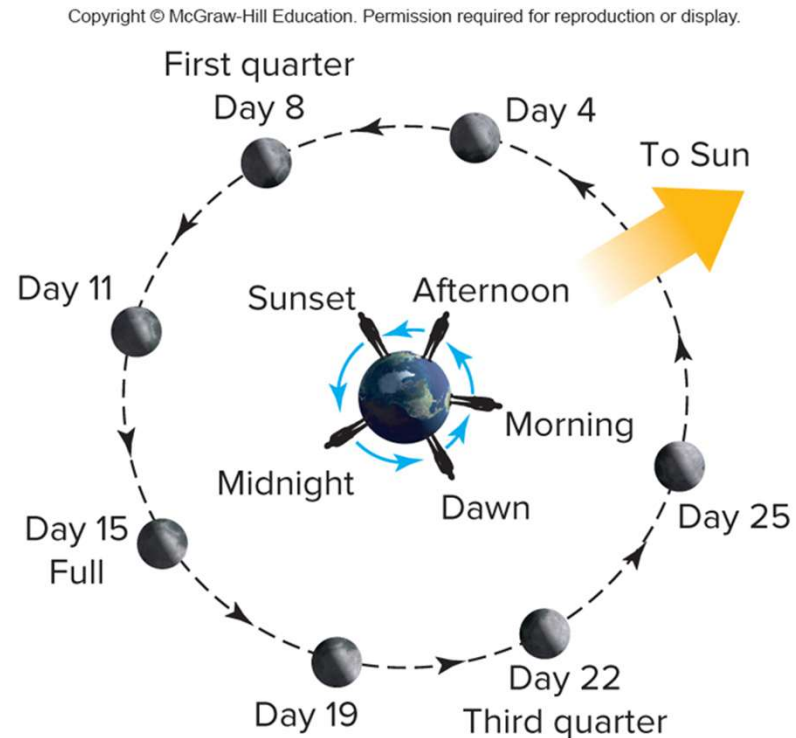 Copyright © McGraw-Hill Education. Permission required for reproduction or display.
First quarter
Day 8
Day 4
To Sun
Day 11
Sunset
Afternoon
Morning
Midnight
Dawn
Day 15
Full
Day 25
Day 19
Day 22
Third quarter